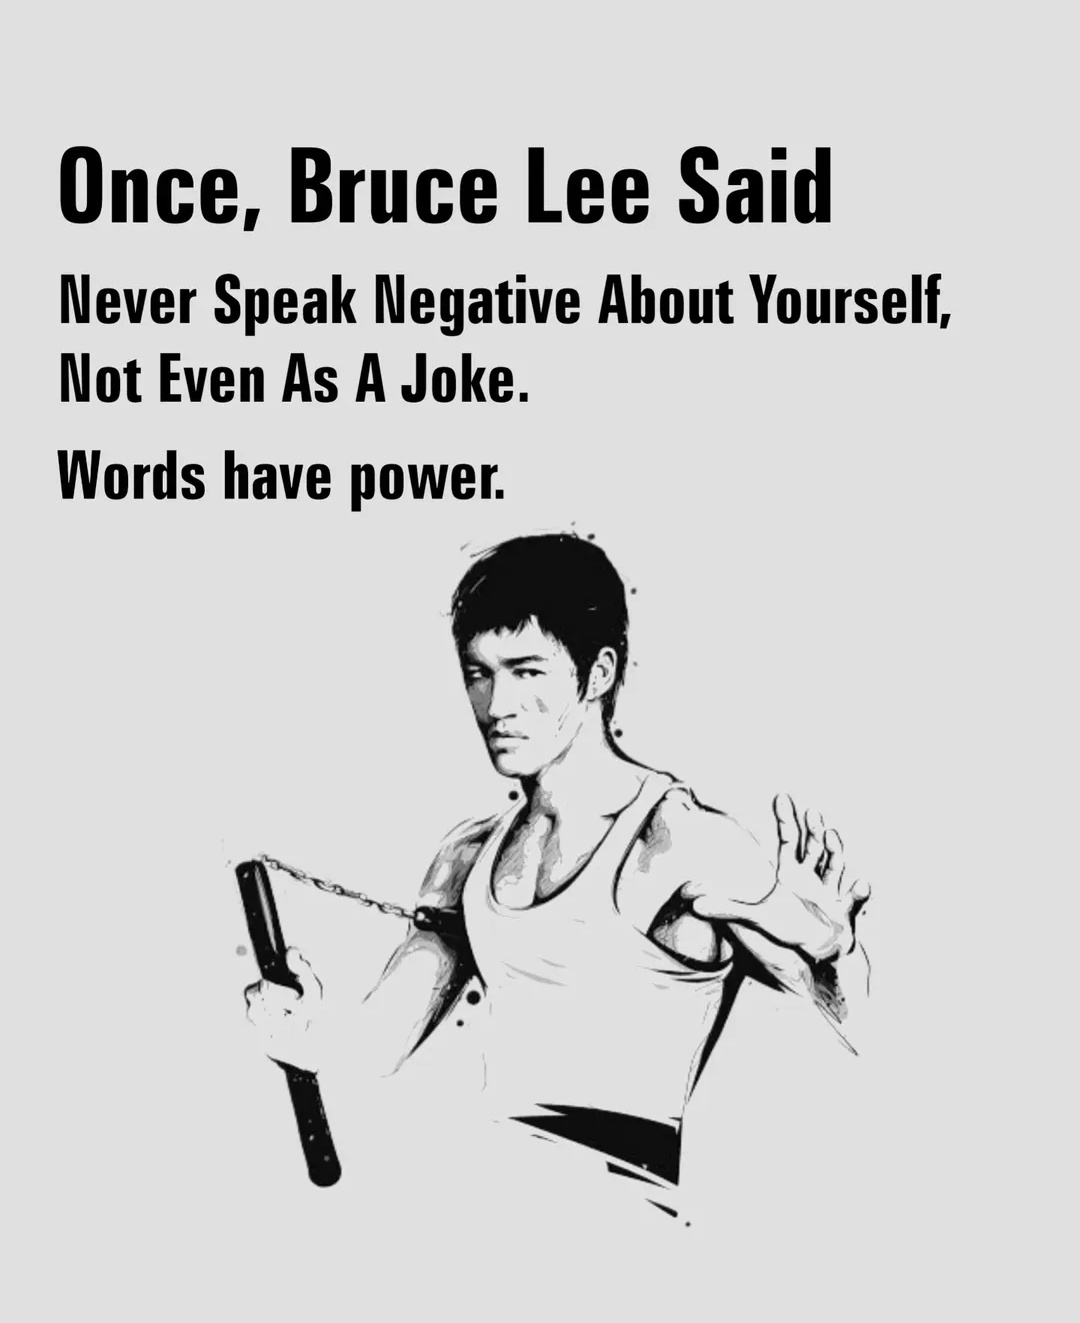 Once, Bruce Lee Said
Never Speak Negative About Yourself,
Not Even As A Joke.
Words have power.